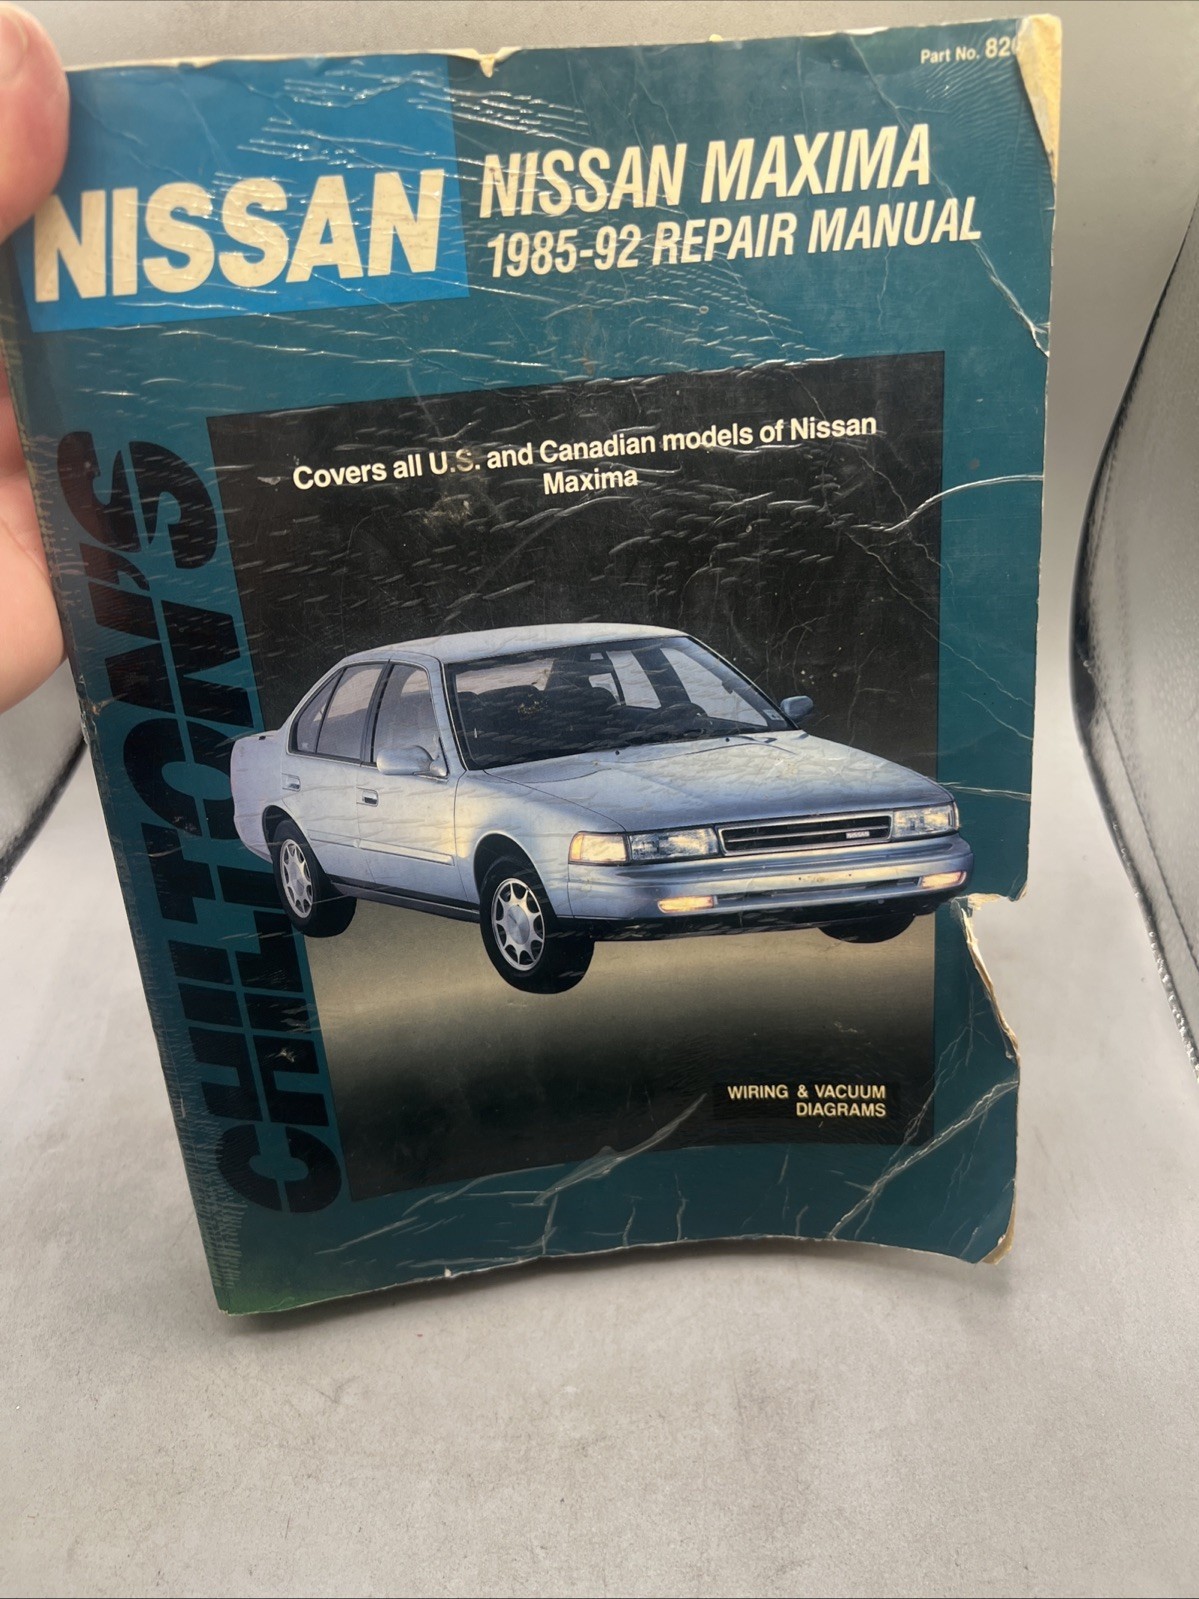 Part No. 82
NISSAN
NISSAN MAXIMA
1985-92 REPAIR MANUAL
CHILTON'S
Covers all U.S. and Canadian models of Nissan
Maxima
NISSAN
WIRING & VACUUM
DIAGRAMS